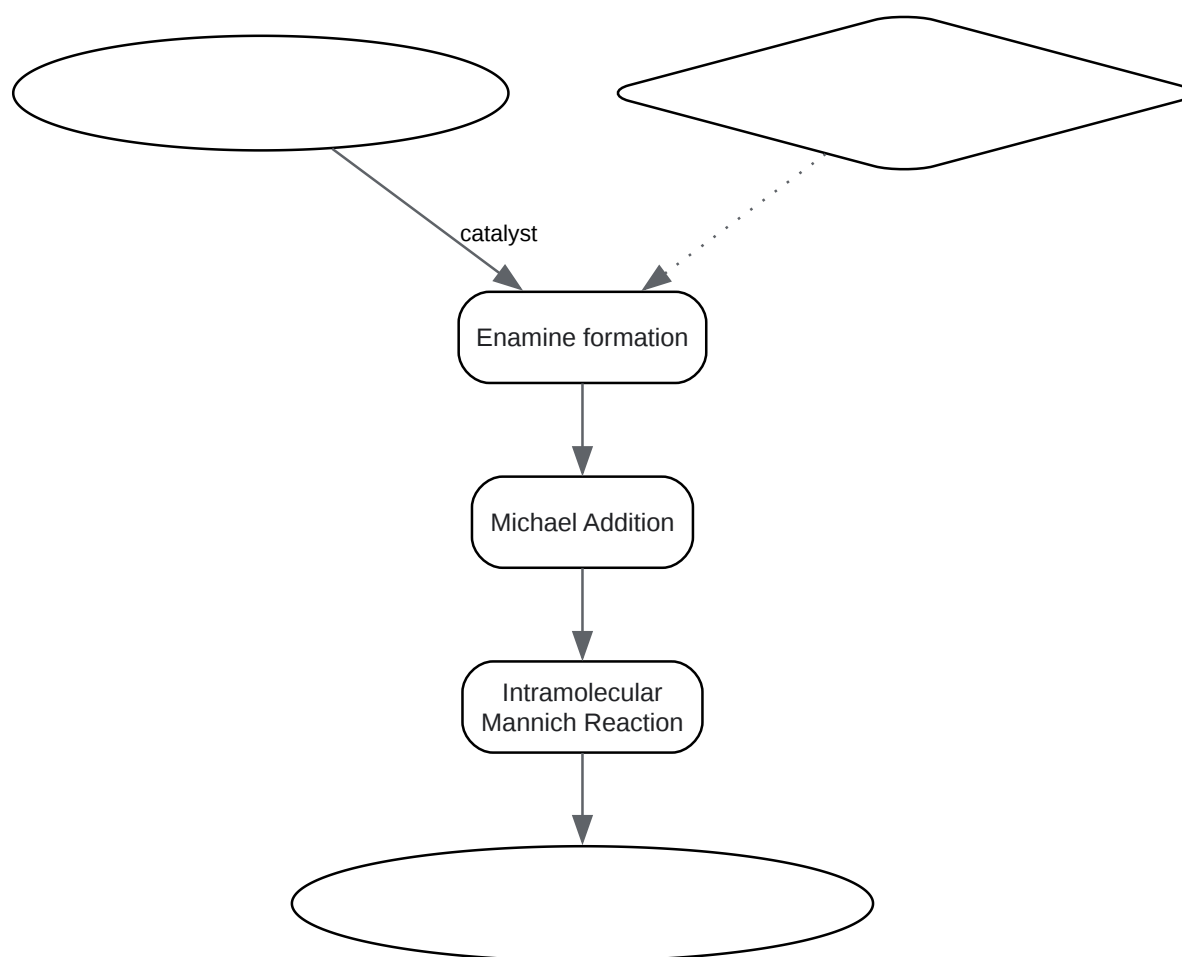 catalyst
Enamine formation
Michael Addition
Intramolecular
Mannich Reaction